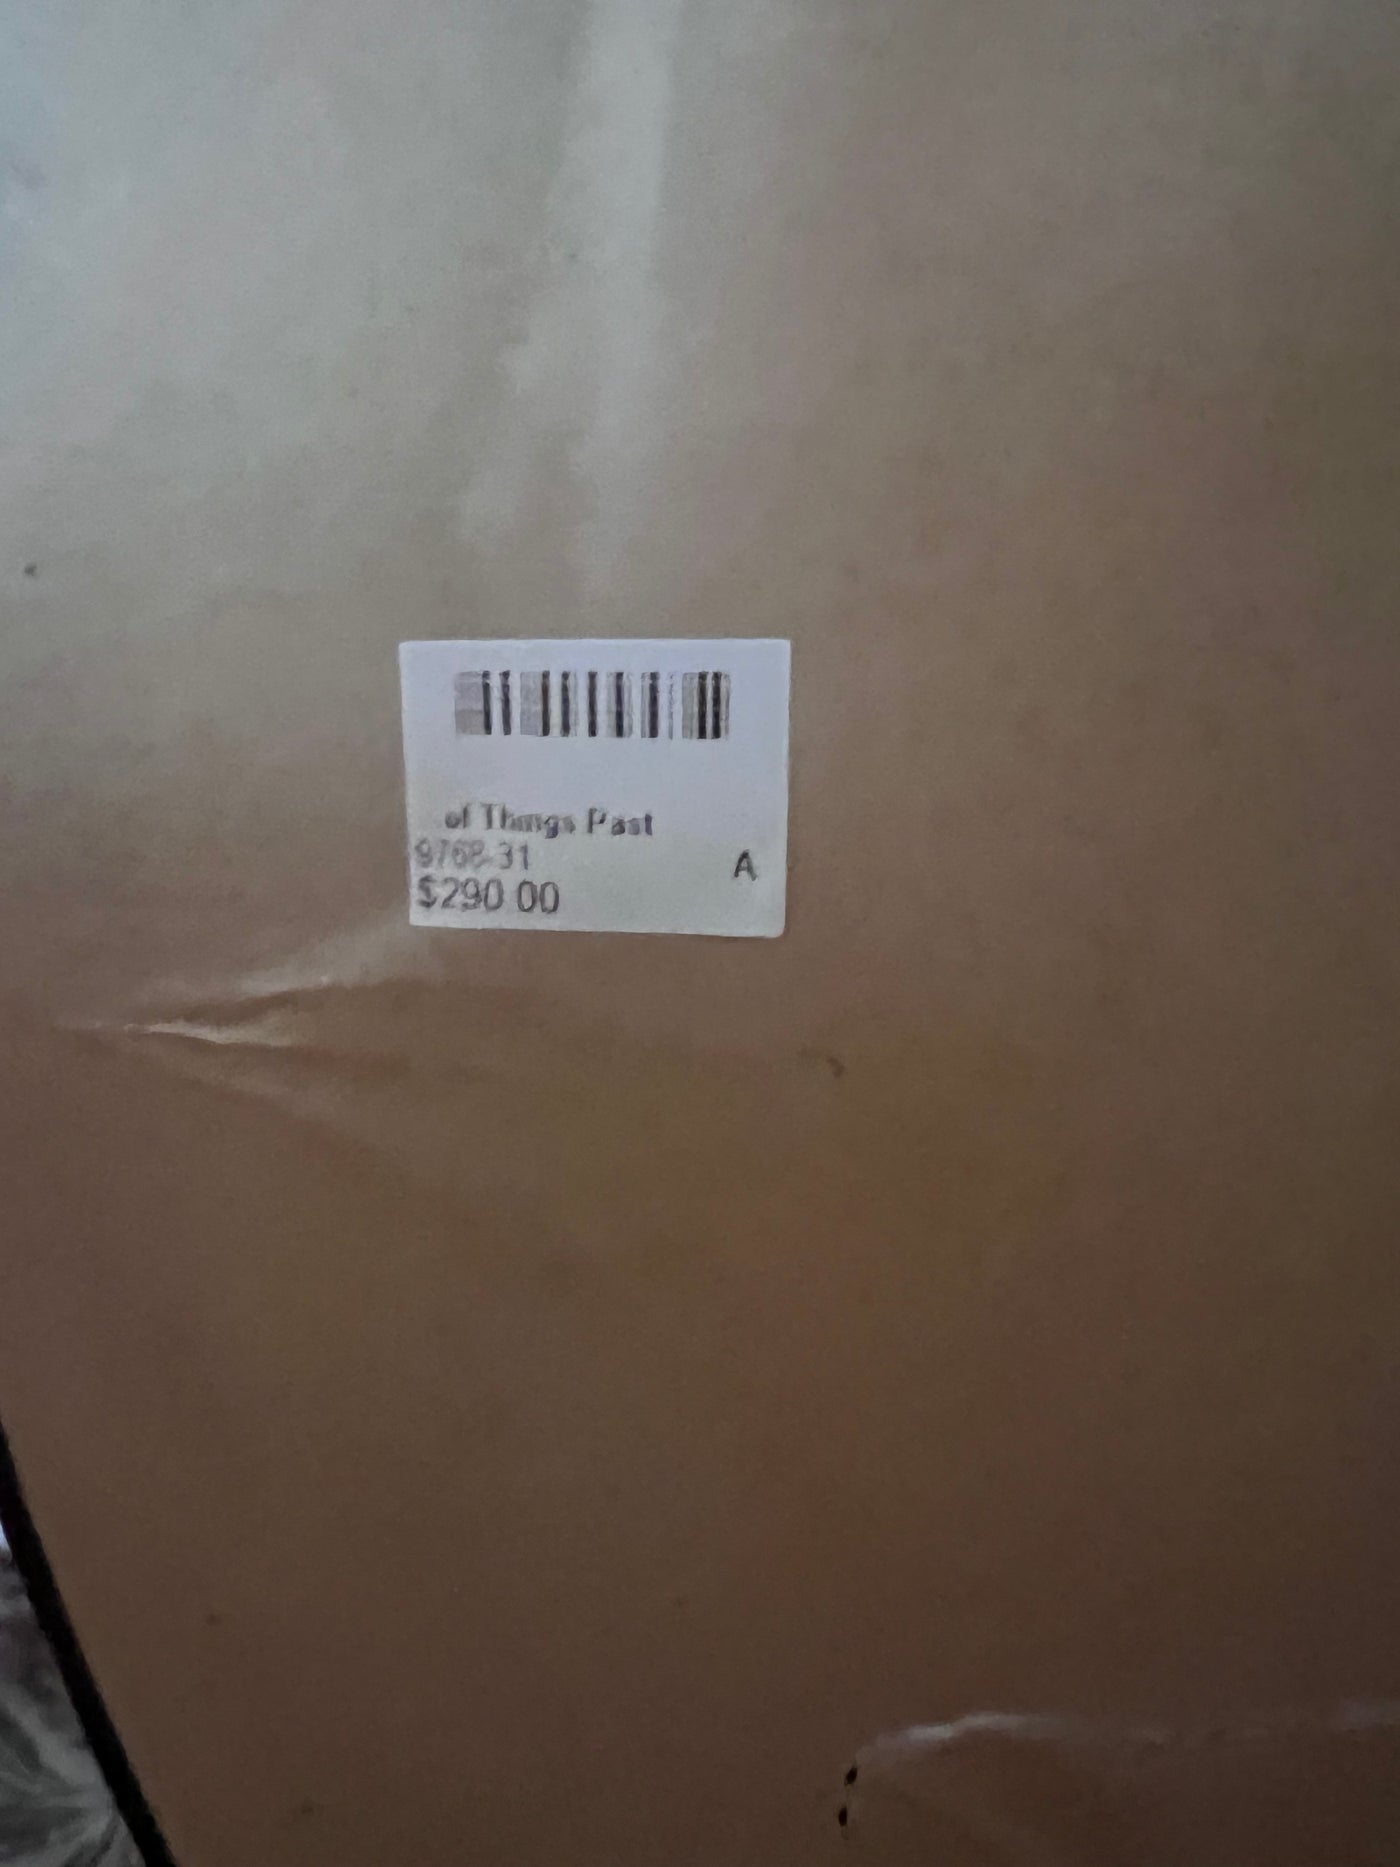 of Things Past
9768-31
A
$290 00